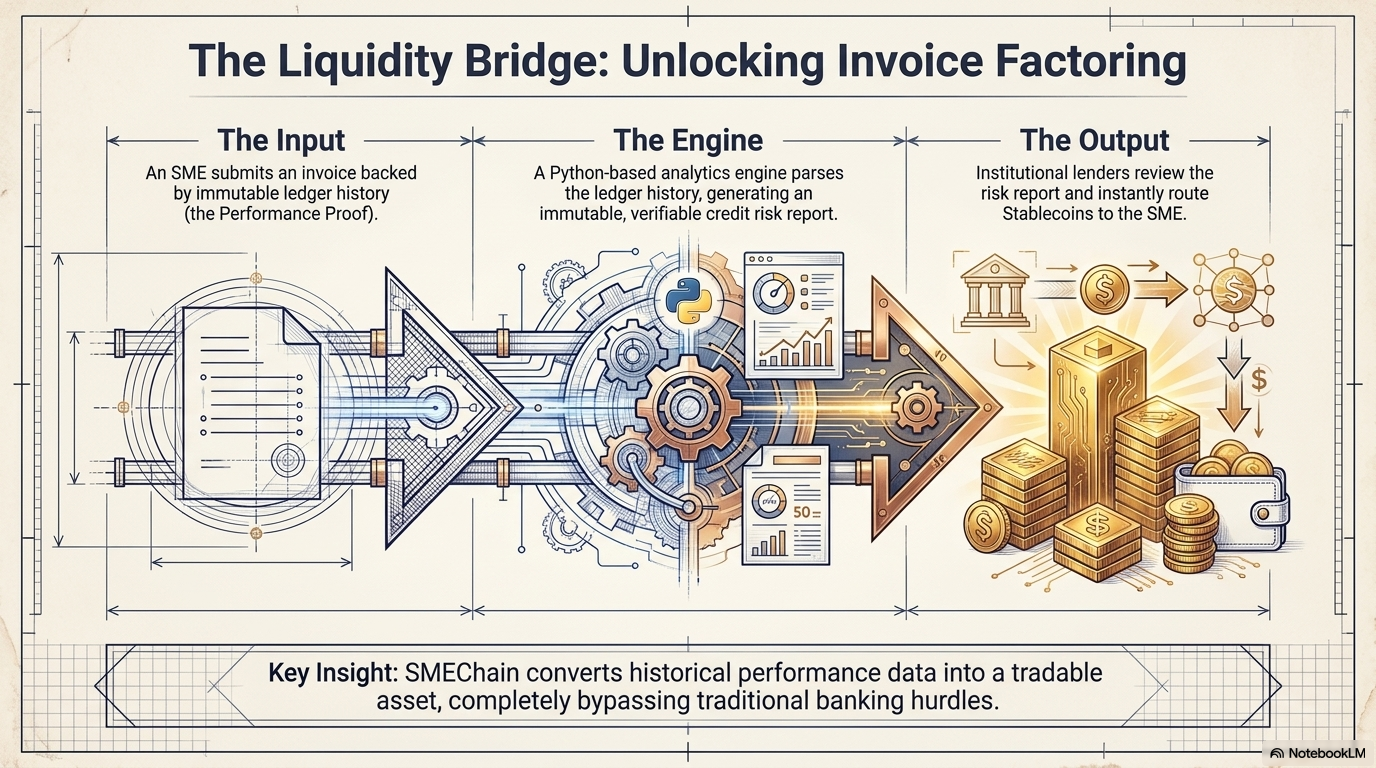 The Liquidity Bridge: Unlocking Invoice Factoring
The Input
An SME submits an invoice backed
by immutable ledger history
(the Performance Proof).
The Engine
A Python-based analytics engine parses
the ledger history, generating an
immutable, verifiable credit risk report.
The Output
Institutional lenders review the
risk report and instantly route
Stablecoins to the SME.
$
$
$
50=
$
$
$
Key Insight: SMEChain converts historical performance data into a tradable
asset, completely bypassing traditional banking hurdles.
NotebookLM